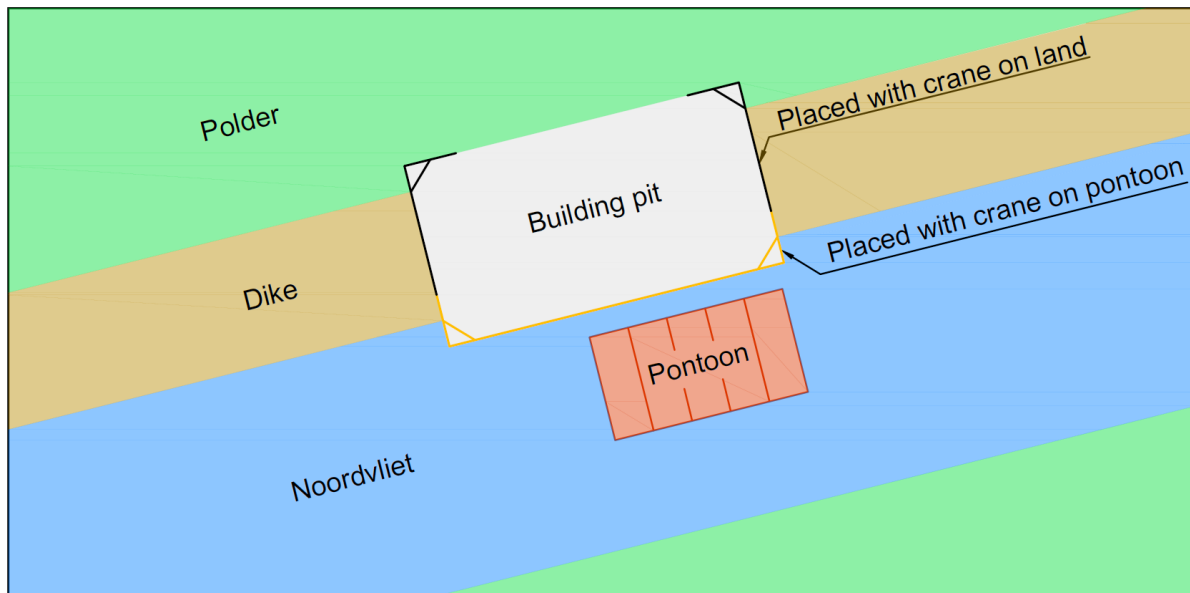 Polder
Placed with crane on land
Building pit
Placed with crane on pontoon
Dike
Pontoon
Noordvliet